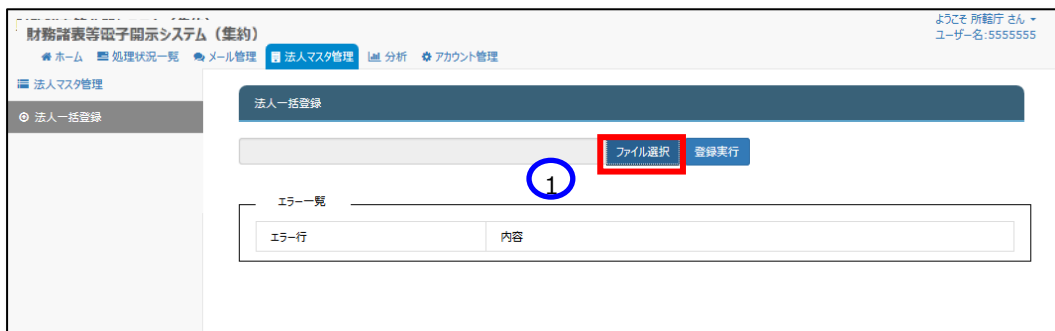 財務諸表等電子開示システム（集約）
ようこそ 所轄庁 さん
ユーザー名:5555555
ホーム 処理状況一覧 メール管理 法人マスタ管理 分析 アカウント管理
法人マスタ管理
法人一括登録
法人一括登録
ファイル選択 登録実行
1
エラー一覧
エラー行 内容